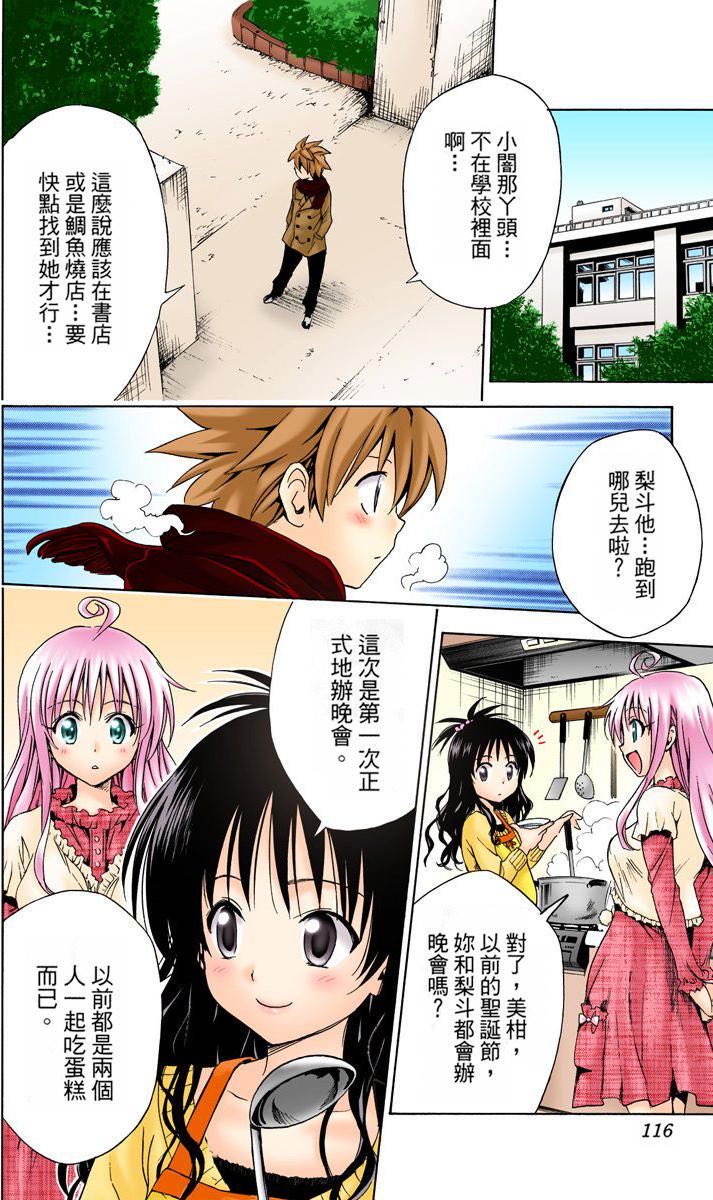 小闇那丫頭…
不在學校裡面
啊…
這麼說應該在書店
或是鯛魚燒店…要
快點找到她才行…
梨斗他…跑到
哪兒去啦？
對了，美柑，
以前的聖誕節，
妳和梨斗都會辦
晚會嗎？
這次是第一次正
式地辦晚會。
以前都是兩個
人一起吃蛋糕
而已。
116